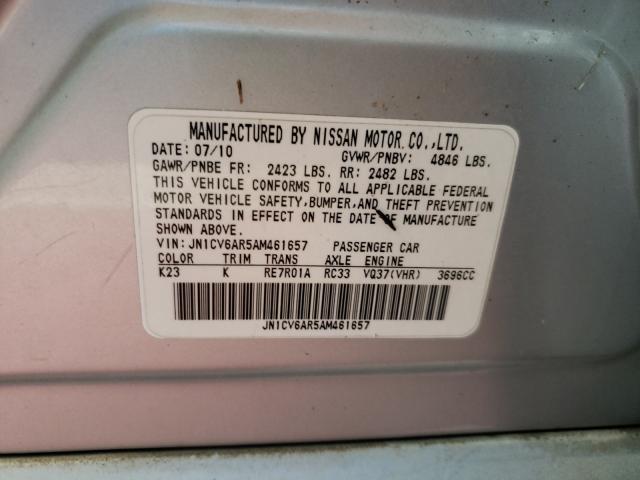 MANUFACTURED BY NISSAN MOTOR CO.,LTD.
DATE: 07/10 GVWR/PNBV: 4846 LBS.
GAWR/PNBE FR: 2423 LBS. RR: 2482 LBS.
THIS VEHICLE CONFORMS TO ALL APPLICABLE FEDERAL
MOTOR VEHICLE SAFETY,BUMPER,AND THEFT PREVENTION
STANDARDS IN EFFECT ON THE DATE OF MANUFACTURE
SHOWN ABOVE.
VIN: JN1CV6AR5AM461657 PASSENGER CAR
COLOR TRIM TRANS AXLE ENGINE
K23 K RE7R01A RC33 VQ37(VHR) 3696CC
JN1CV6AR5AM461657